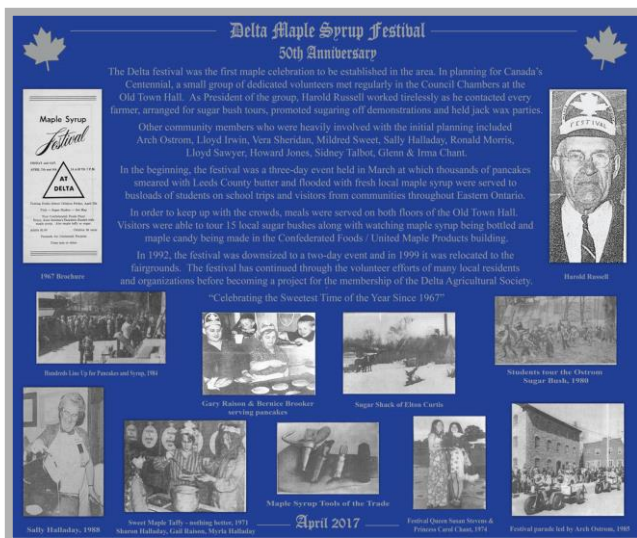 Delta Maple Syrup Festival
50th Anniversary
The Delta festival was the first maple celebration to be established in the area. In planning for Canada's
Centennial, a small group of dedicated volunteers met regularly in the Council Chambers at the
Old Town Hall. As President of the group, Harold Russell worked tirelessly as he contacted every
farmer, arranged for sugar bush tours, promoted sugaring off demonstrations and held jack wax parties.
Other community members who were heavily involved with the initial planning included
Arch Ostrom, Lloyd Irwin, Vera Sheridan, Mildred Sweet, Sally Halladay, Ronald Morris,
Lloyd Sawyer, Howard Jones, Sidney Talbot, Glenn & Irma Chant.
In the beginning, the festival was a three-day event held in March at which thousands of pancakes
smeared with Leeds County butter and flooded with fresh local maple syrup were served to
busloads of students on school trips and visitors from communities throughout Eastern Ontario.
In order to keep up with the crowds, meals were served on both floors of the Old Town Hall.
Visitors were able to tour 15 local sugar bushes along with watching maple syrup being bottled and
maple candy being made in the Confederated Foods / United Maple Products building.
In 1992, the festival was downsized to a two-day event and in 1999 it was relocated to the
fairgrounds. The festival has continued through the volunteer efforts of many local residents
and organizations before becoming a project for the membership of the Delta Agricultural Society.
"Celebrating the Sweetest Time of the Year Since 1967"
Maple Syrup
Festival
AT
DELTA
1967 Brochure
FESTIVAL
Harold Russell
Hundreds Line Up for Pancakes and Syrup, 1984
Gary Raison & Bernice Brooker
serving pancakes
Sugar Shack of Elton Curtis
Students tour the Ostrom
Sugar Bush, 1980
Sally Halladay, 1988
Sweet Maple Taffy - nothing better, 1971
Sharon Halladay, Gail Raison, Myrla Halladay
Maple Syrup Tools of the Trade
April 2017
Festival Queen Susan Stevens &
Princess Carol Chant, 1974
Festival parade led by Arch Ostrom, 1985